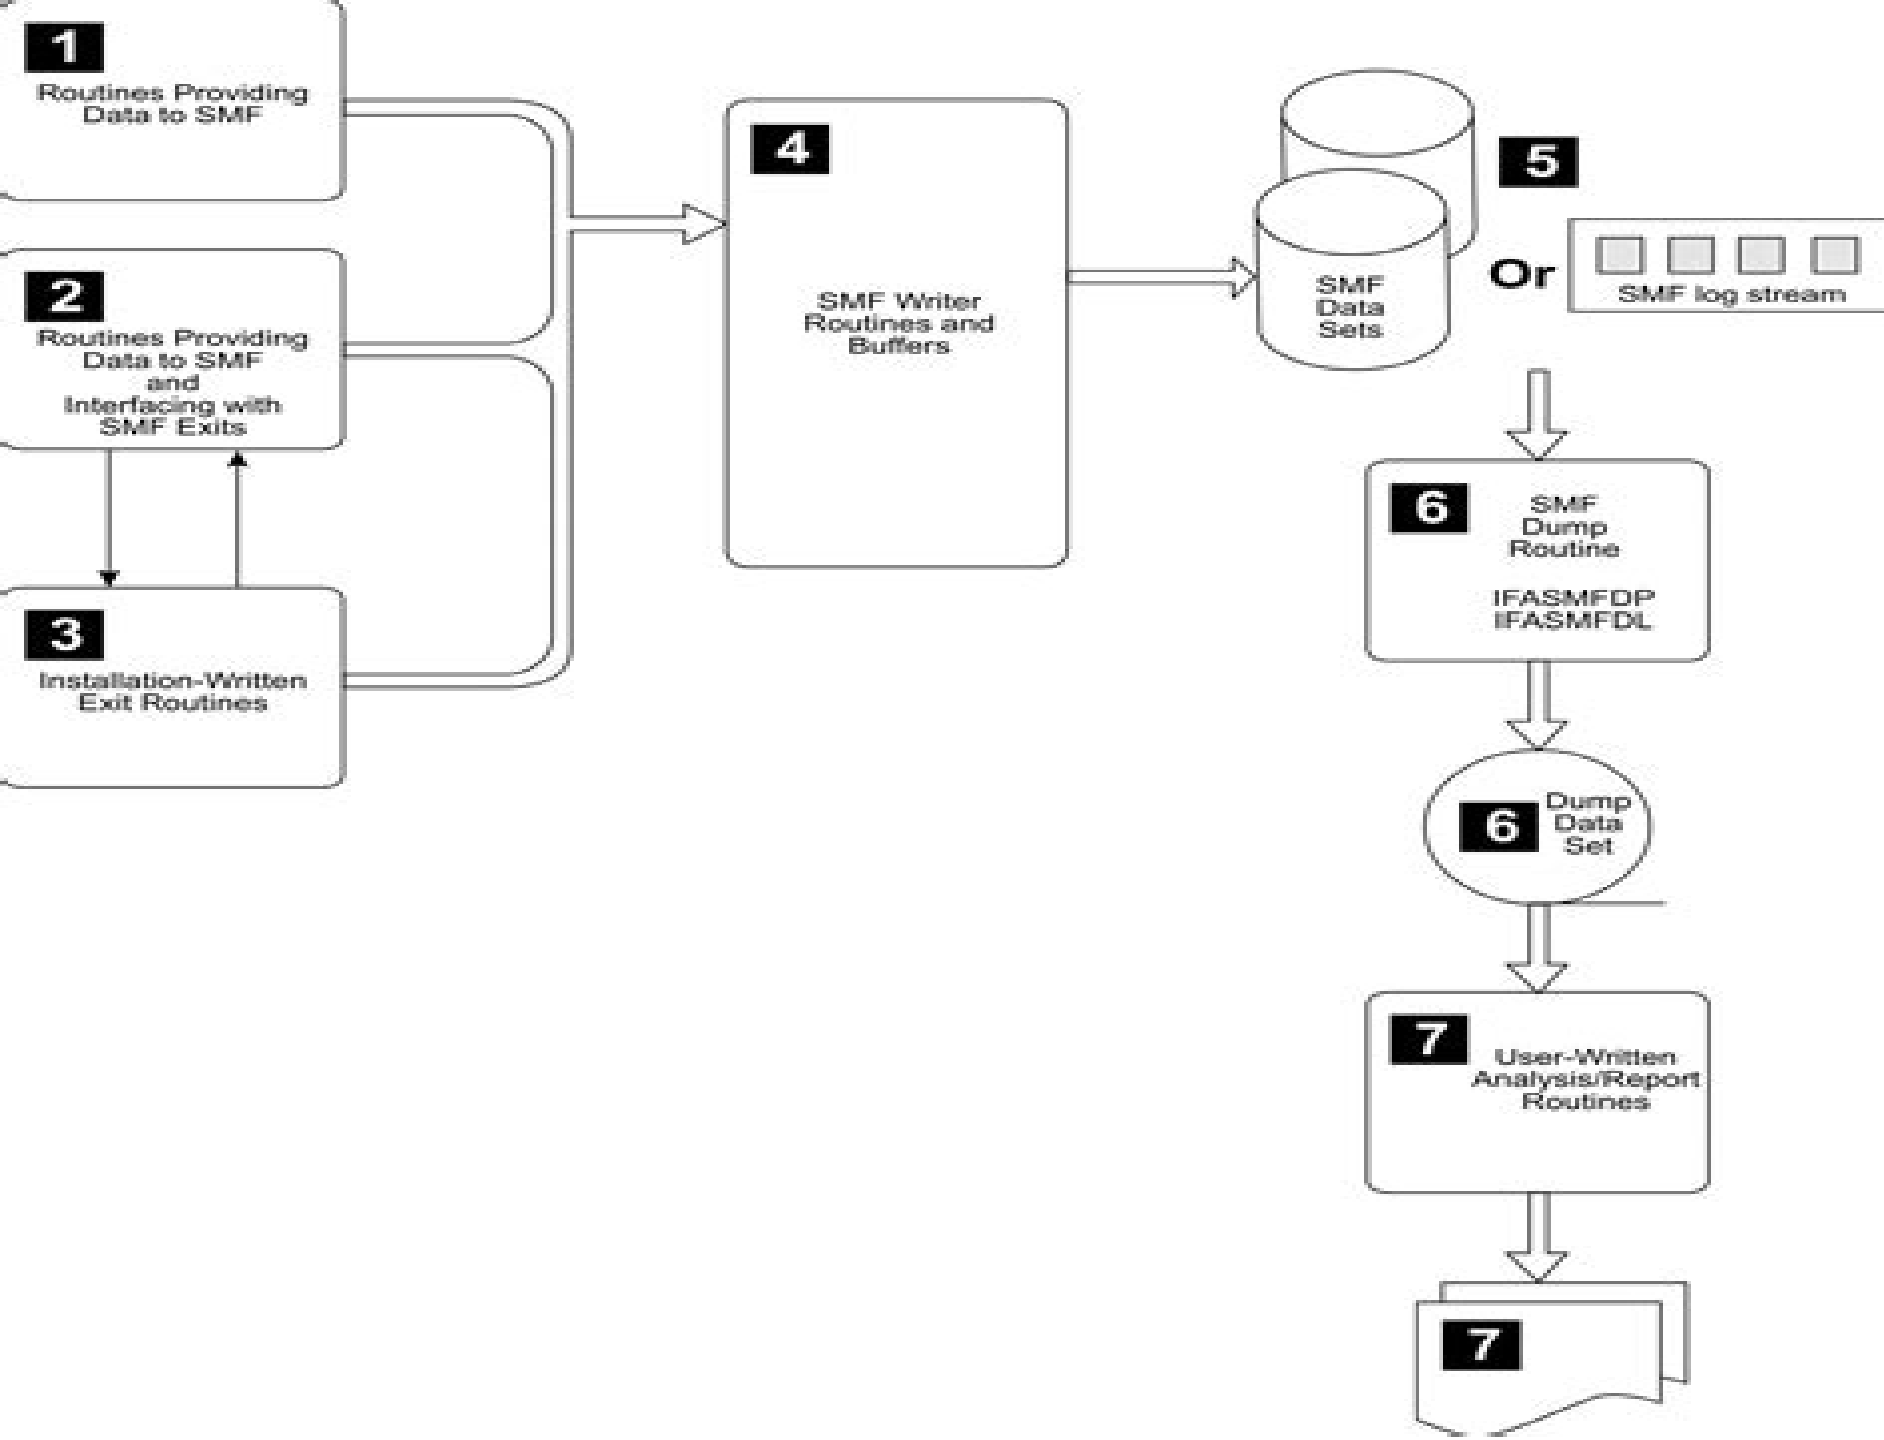 1
Routines Providing
Data to SMF
2
Routines Providing
Data to SMF
and
Interfacing with
SMF Exits
3
Installation-Written
Exit Routines
4
SMF Writer
Routines and
Buffers
5
SMF
Data
Sets
Or
SMF log stream
6
SMF
Dump
Routine
IFASMFDP
IFASMFDL
6
Dump
Data
Set
7
User-Written
Analysis/Report
Routines
7